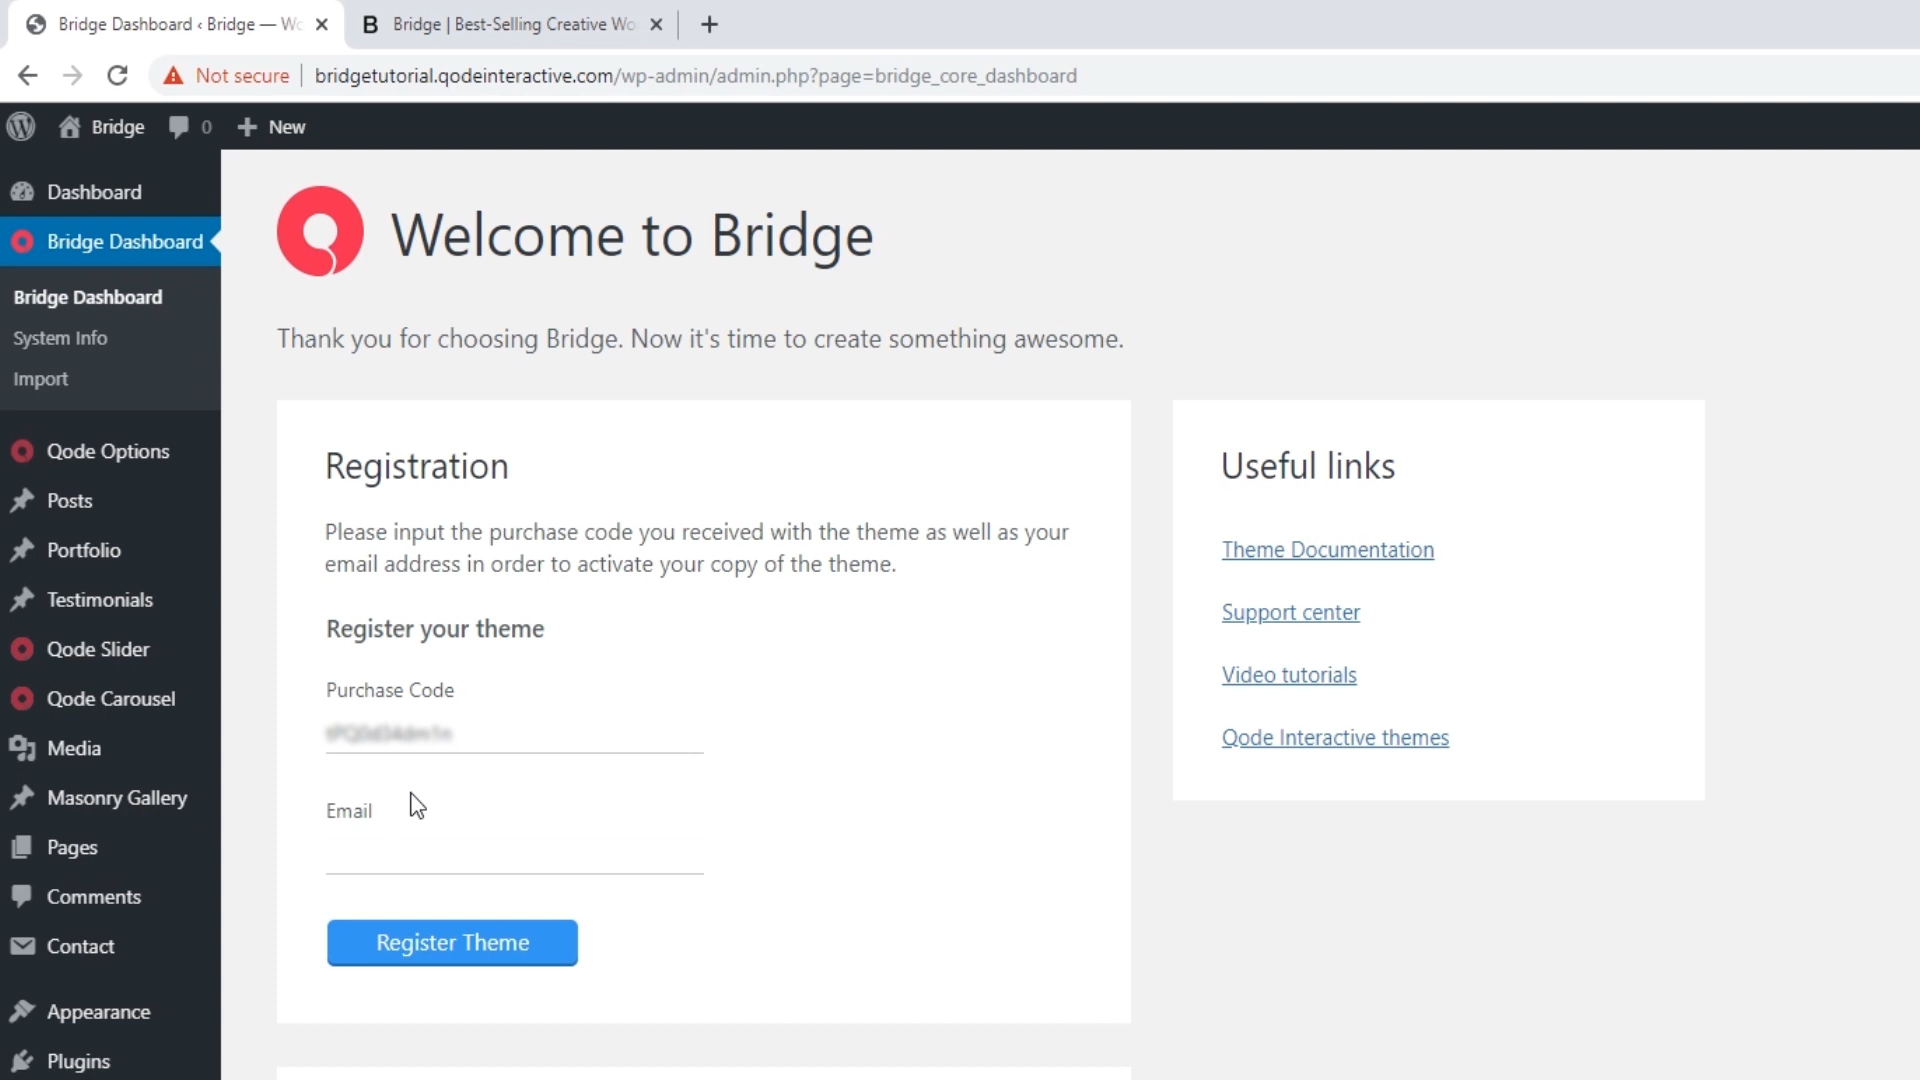 Bridge Dashboard ‹ Bridge — Wo
Bridge | Best-Selling Creative Wo
Not secure | bridgetutorial.qodeinteractive.com/wp-admin/admin.php?page=bridge_core_dashboard
Bridge 0 New
Dashboard
Bridge Dashboard
Bridge Dashboard
System Info
Import
Qode Options
Posts
Portfolio
Testimonials
Qode Slider
Qode Carousel
Media
Masonry Gallery
Pages
Comments
Contact
Appearance
Plugins
Welcome to Bridge
Thank you for choosing Bridge. Now it's time to create something awesome.
Registration
Please input the purchase code you received with the theme as well as your
email address in order to activate your copy of the theme.
Register your theme
Purchase Code
Email
Register Theme
Useful links
Theme Documentation
Support center
Video tutorials
Qode Interactive themes